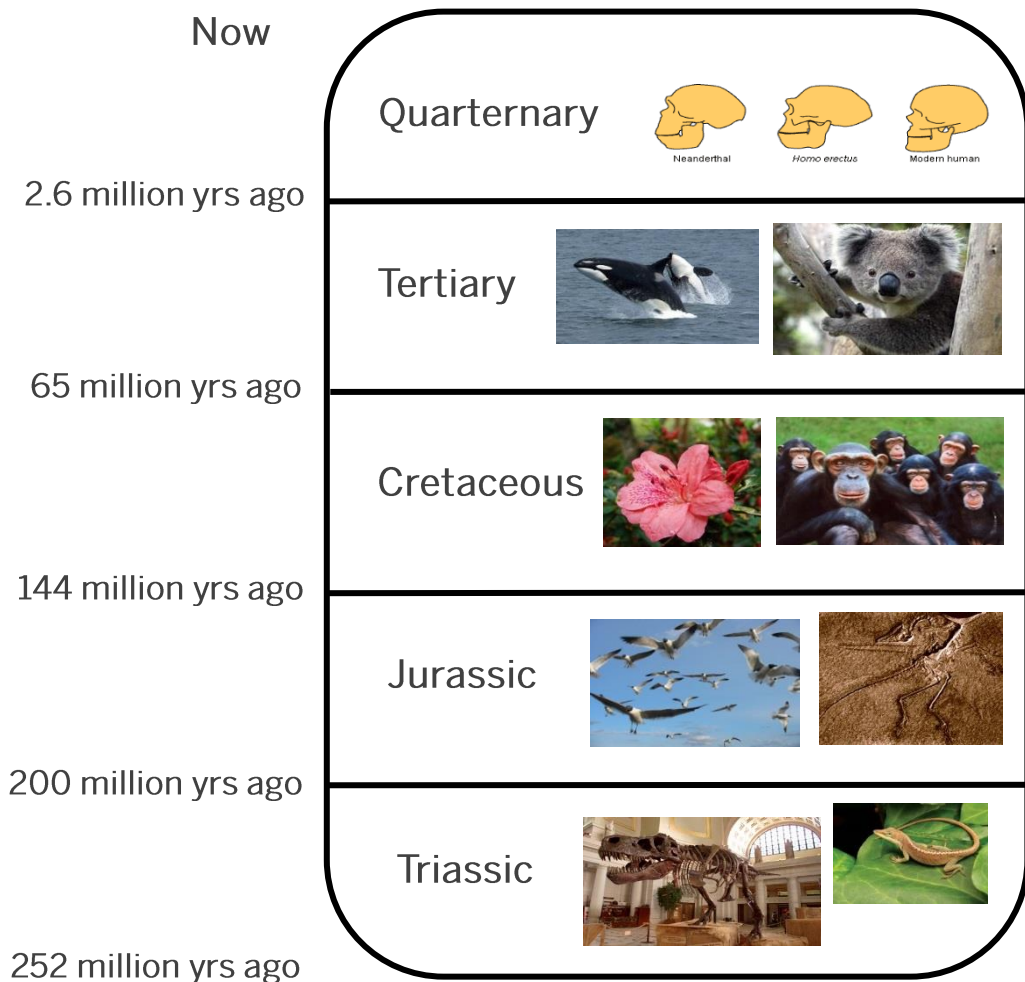 Now
Quarternary
Neanderthal
Homo erectus
Modern human
2.6 million yrs ago
Tertiary
65 million yrs ago
Cretaceous
144 million yrs ago
Jurassic
200 million yrs ago
Triassic
252 million yrs ago